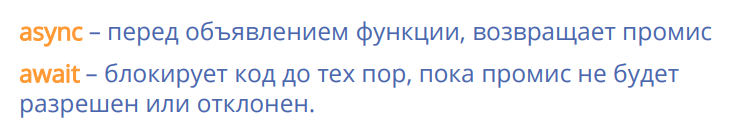 async – перед объявлением функции, возвращает промис
await – блокирует код до тех пор, пока промис не будет
разрешен или отклонен.